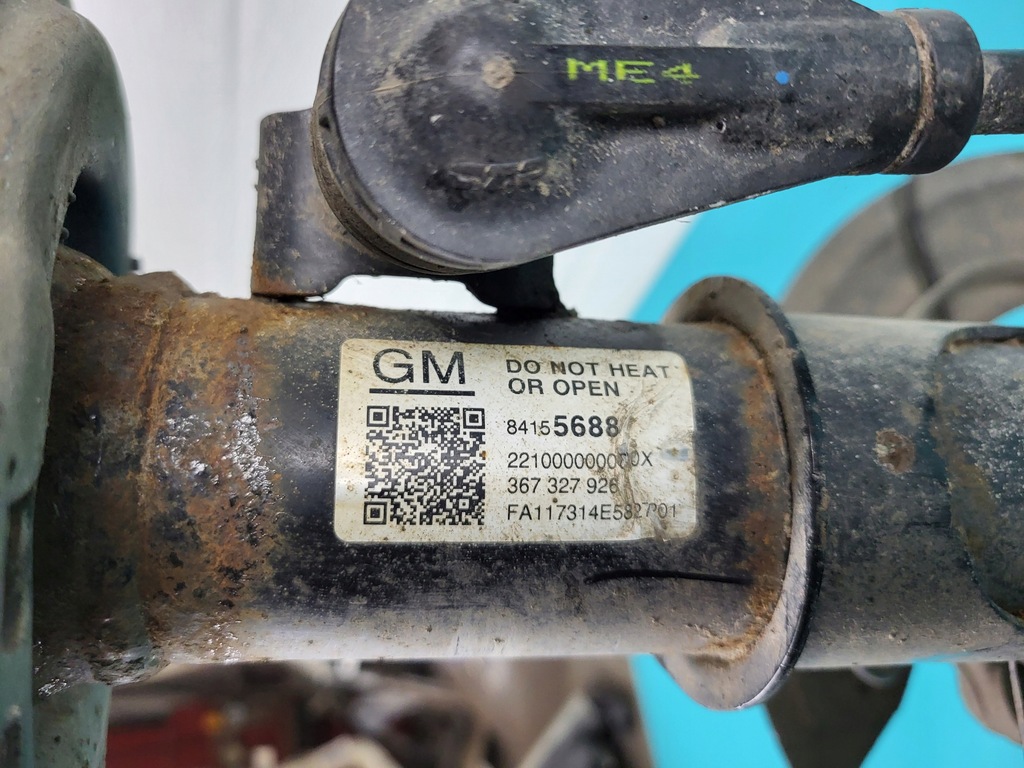 ME4
GM
DO NOT HEAT
OR OPEN
84155688
367 327 926